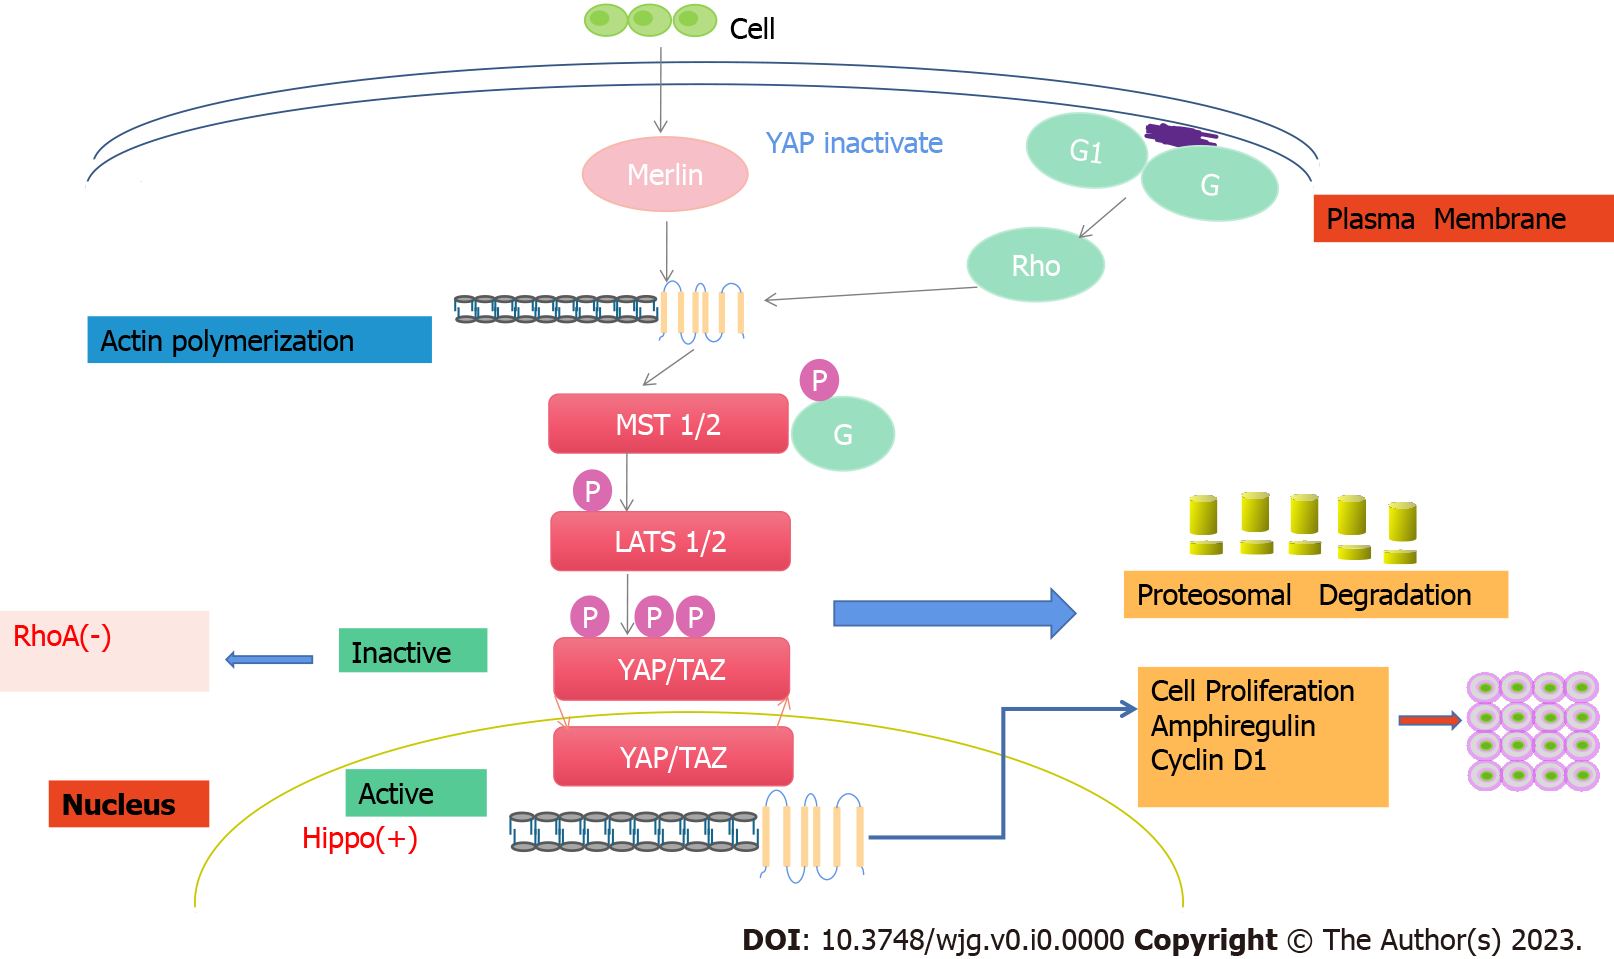 Cell
YAP inactivate
G1
G
Merlin
Plasma Membrane
Rho
Actin polymerization
P
MST 1/2
G
P
LATS 1/2
Proteosomal Degradation
P
P
P
RhoA(-)
Inactive
YAP/TAZ
Cell Proliferation
Amphiregulin
Cyclin D1
YAP/TAZ
Nucleus
Active
Hippo(+)
DOI: 10.3748/wjg.v0.i0.0000 Copyright © The Author(s) 2023.